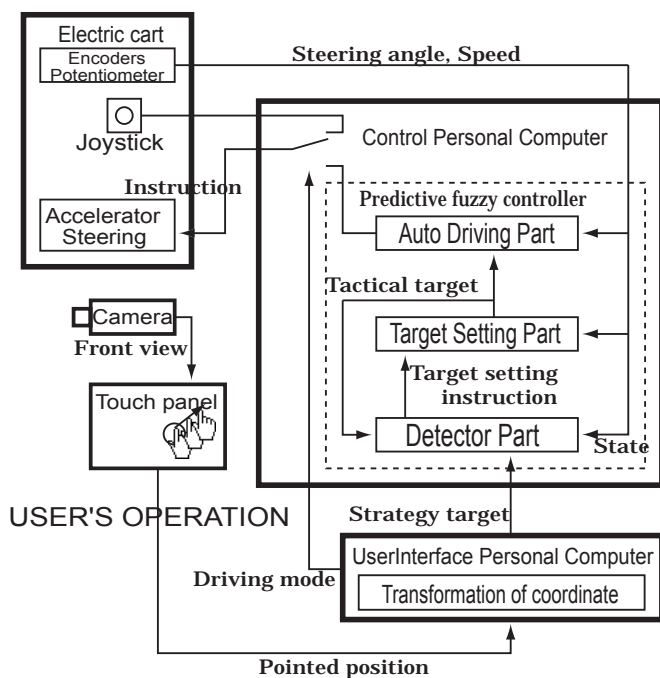 Electric cart
Encoders
Potentiometer
Steering angle, Speed
Joystick
Control Personal Computer
Instruction
Accelerator
Steering
Predictive fuzzy controller
Auto Driving Part
Tactical target
Camera
Front view
Target Setting Part
Target setting
instruction
Touch panel
Detector Part
State
USER'S OPERATION
Strategy target
UserInterface Personal Computer
Driving mode
Transformation of coordinate
Pointed position